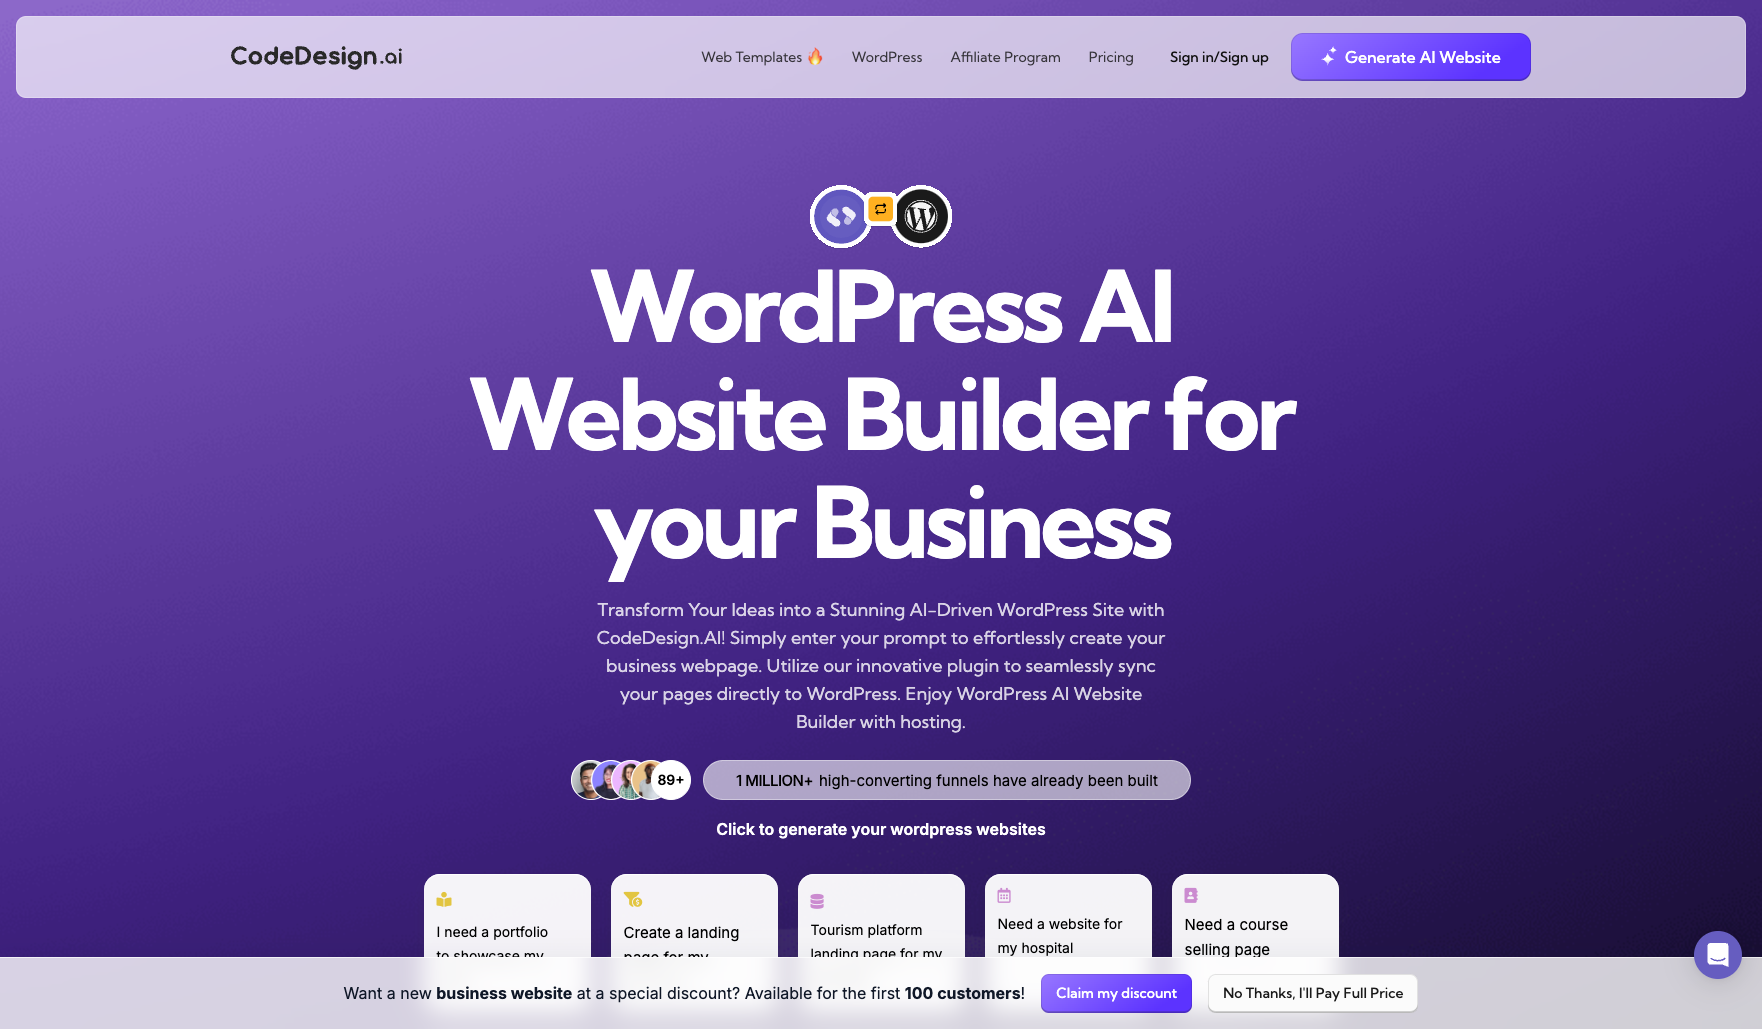 CodeDesign.ai
Web Templates 🔥
WordPress
Affiliate Program
Pricing
Sign in/Sign up
Generate AI Website
WordPress AI
Website Builder for
your Business
Transform Your Ideas into a Stunning AI-Driven WordPress Site with
CodeDesign.AI! Simply enter your prompt to effortlessly create your
business webpage. Utilize our innovative plugin to seamlessly sync
your pages directly to WordPress. Enjoy WordPress AI Website
Builder with hosting.
89+
1 MILLION+ high-converting funnels have already been built
Click to generate your wordpress websites
I need a portfolio
to showcase my
Create a landing
page for my
Tourism platform
landing page for my
Need a website for
my hospital
Need a course
selling page
Want a new business website at a special discount? Available for the first 100 customers!
Claim my discount
No Thanks, I'll Pay Full Price